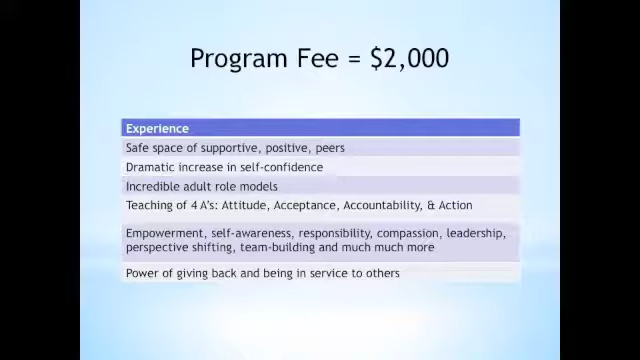 Program Fee = $2,000
Experience
Safe space of supportive, positive, peers
Dramatic increase in self-confidence
Incredible adult role models
Teaching of 4 A's: Attitude, Acceptance, Accountability, & Action
Empowerment, self-awareness, responsibility, compassion, leadership,
perspective shifting, team-building and much much more
Power of giving back and being in service to others